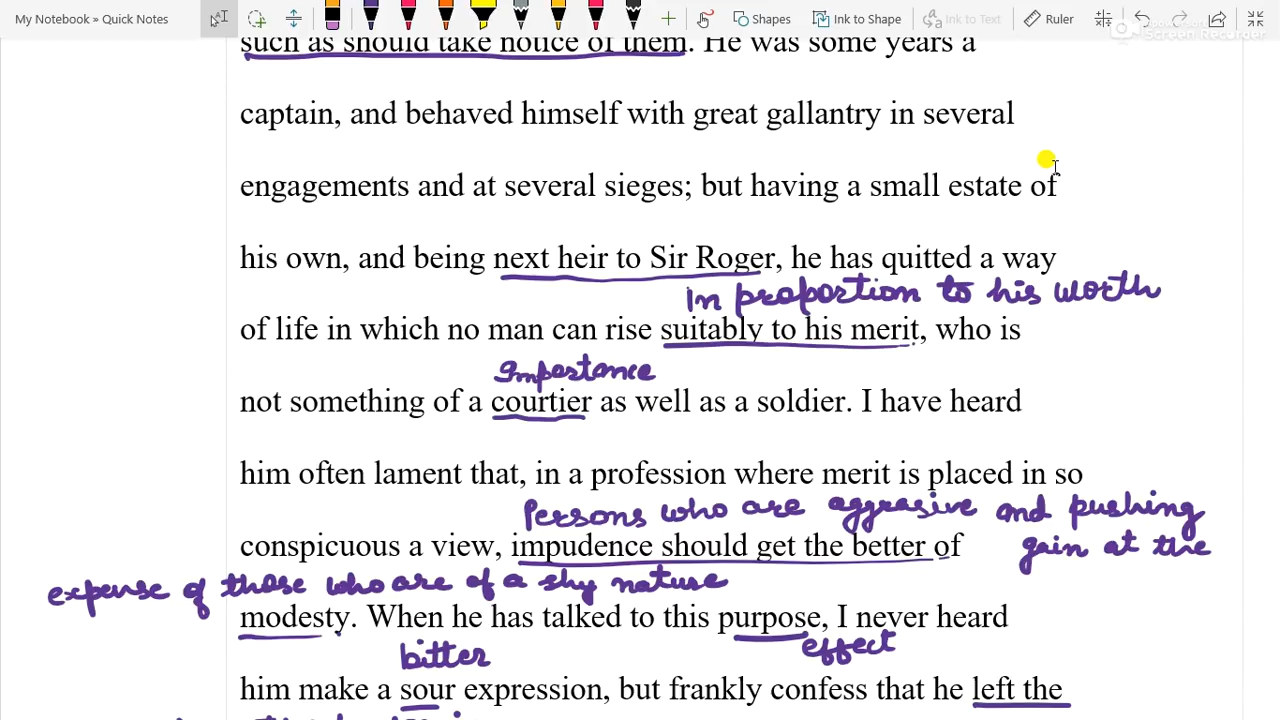 My Notebook » Quick Notes
Shapes
Ink to Shape
Ink to Text
Ruler
Screen Recorder
such as should take notice of them. He was some years a
captain, and behaved himself with great gallantry in several
engagements and at several sieges; but having a small estate of
his own, and being next heir to Sir Roger, he has quitted a way
In proportion to his worth
of life in which no man can rise suitably to his merit, who is
Impostance
not something of a courtier as well as a soldier. I have heard
him often lament that, in a profession where merit is placed in so
Persons who are aggrasive and pushing
conspicuous a view, impudence should get the better of
gain at the
expense of those who are of a shy nature
modesty. When he has talked to this purpose, I never heard
bitter
effect
him make a sour expression, but frankly confess that he left the